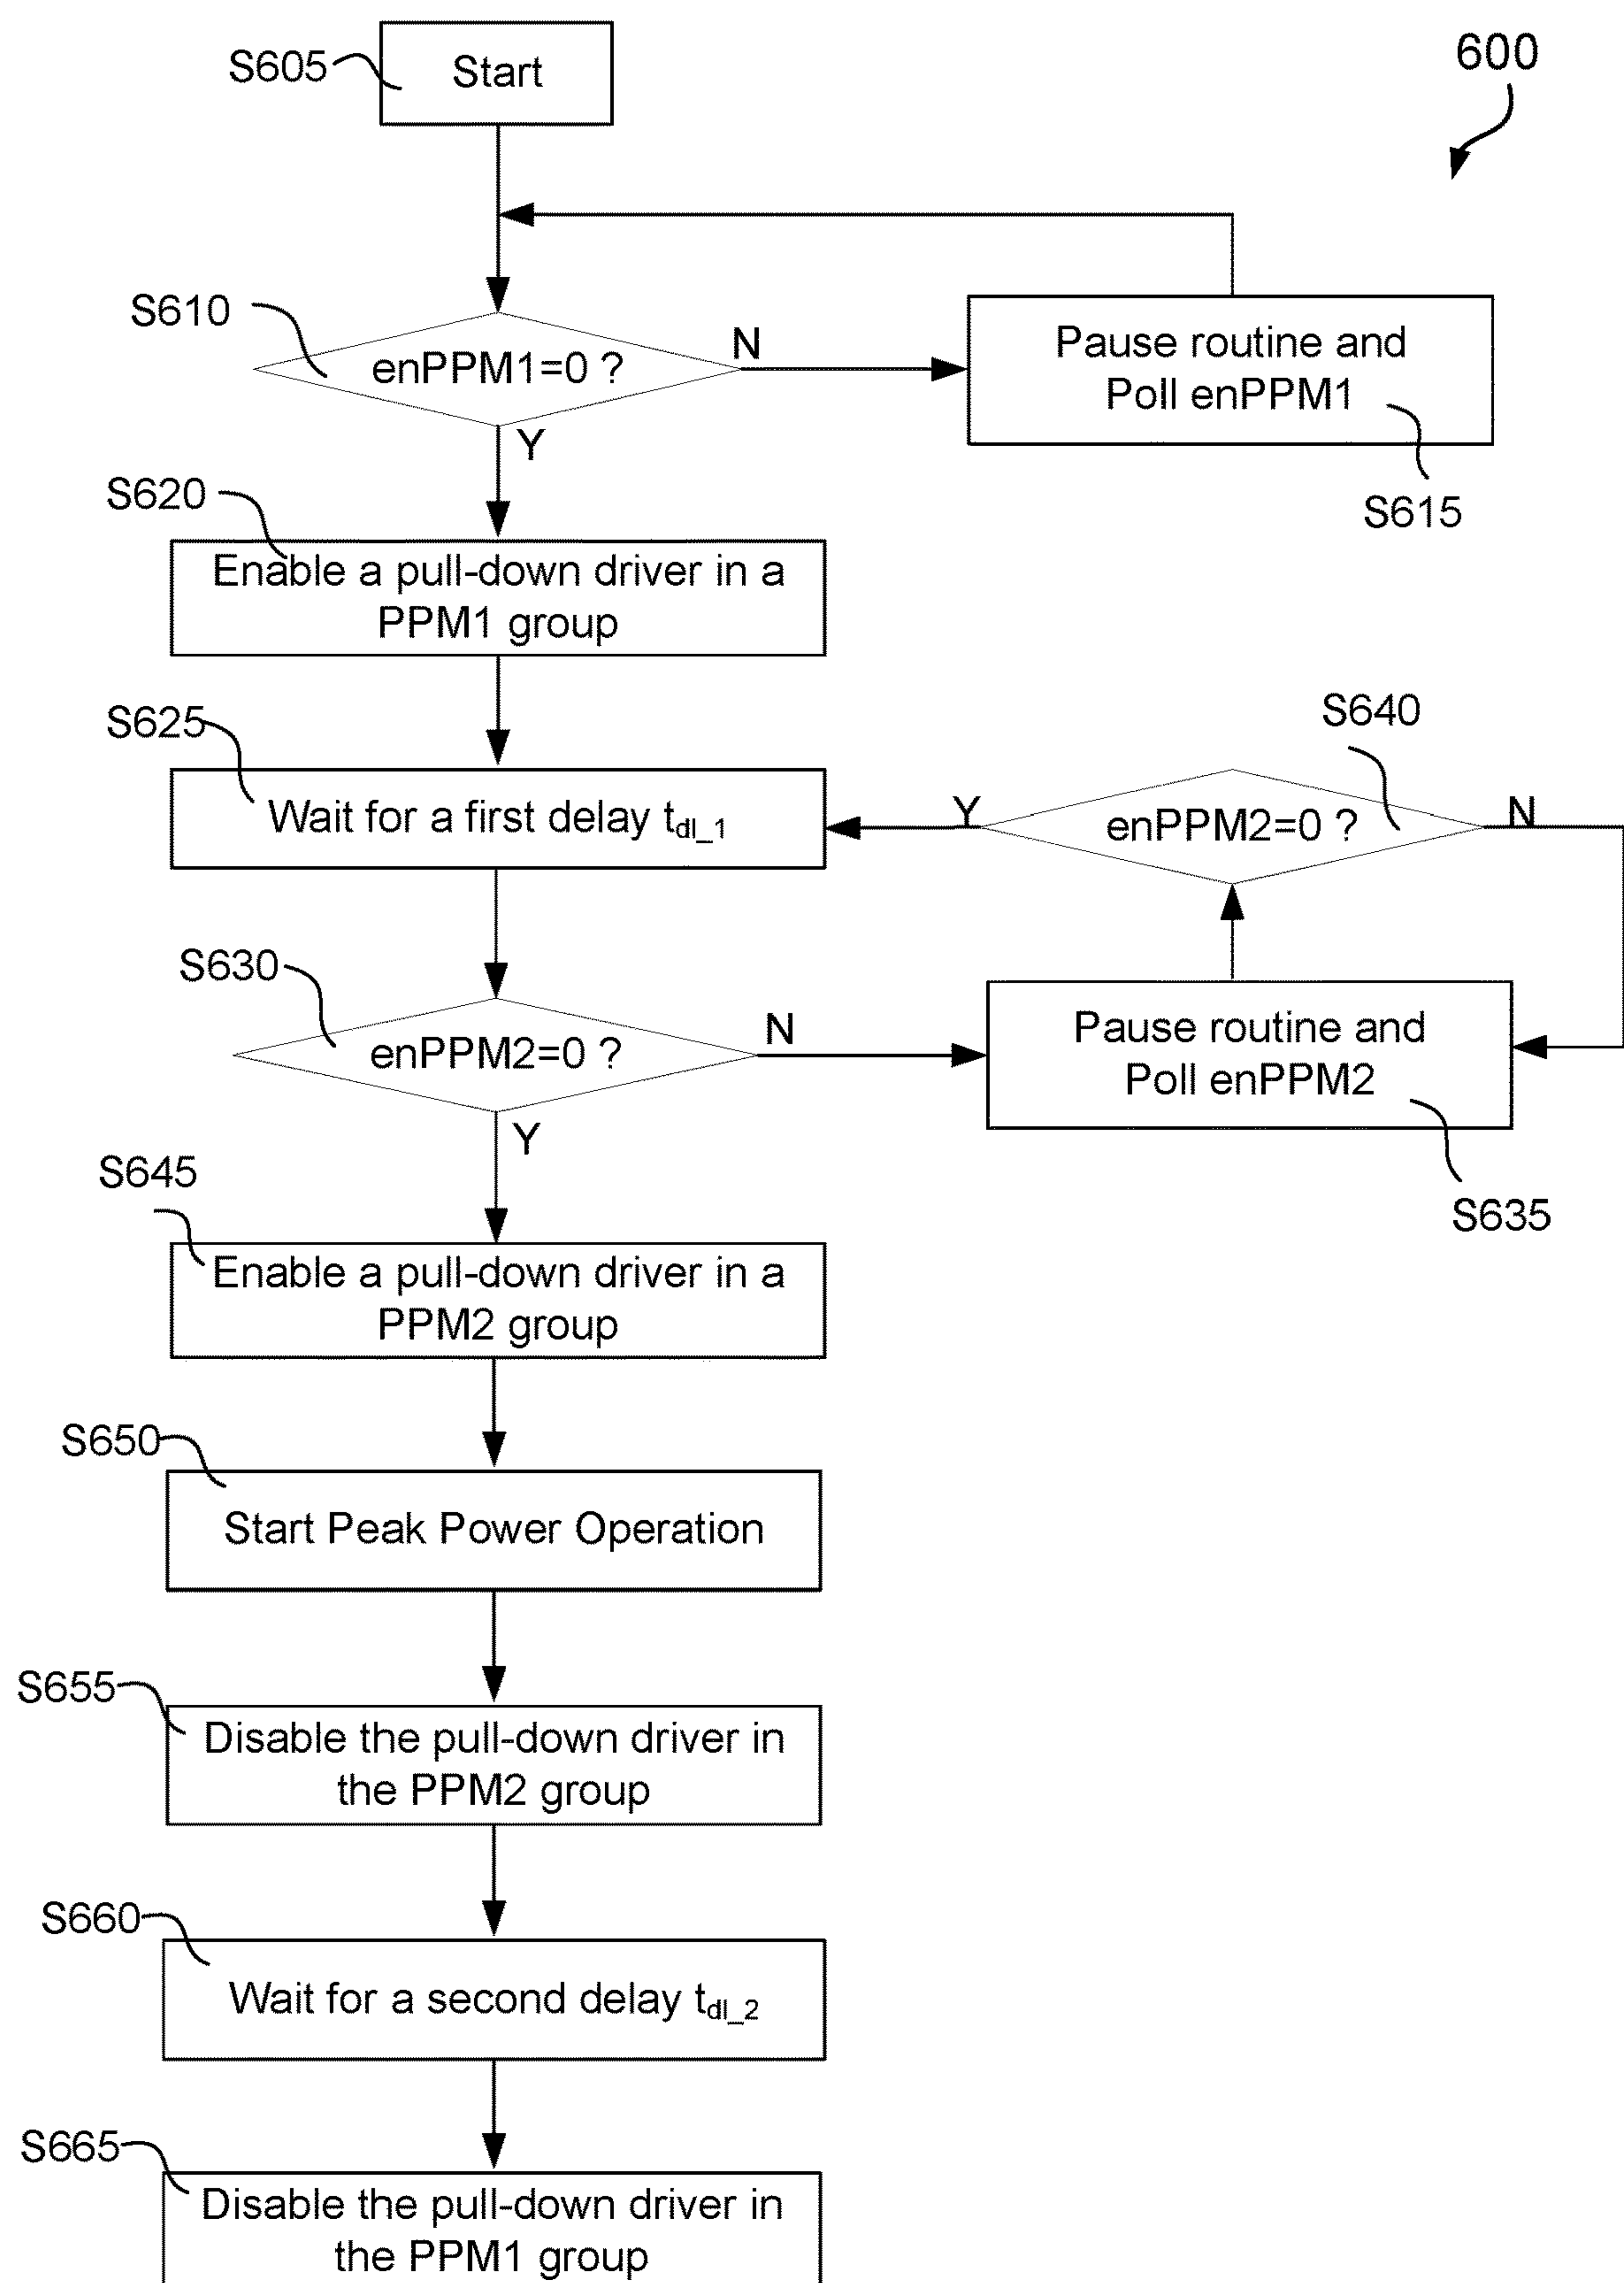 600
S605
Start
S610
enPPM1=0 ?
N
Y
Pause routine and
Poll enPPM1
S615
S620
Enable a pull-down driver in a
PPM1 group
S625
Wait for a first delay tdl_1
S640
Y
enPPM2=0 ?
N
S630
enPPM2=0 ?
N
Y
Pause routine and
Poll enPPM2
S635
S645
Enable a pull-down driver in a
PPM2 group
S650
Start Peak Power Operation
S655
Disable the pull-down driver in
the PPM2 group
S660
Wait for a second delay tdl_2
S665
Disable the pull-down driver in
the PPM1 group